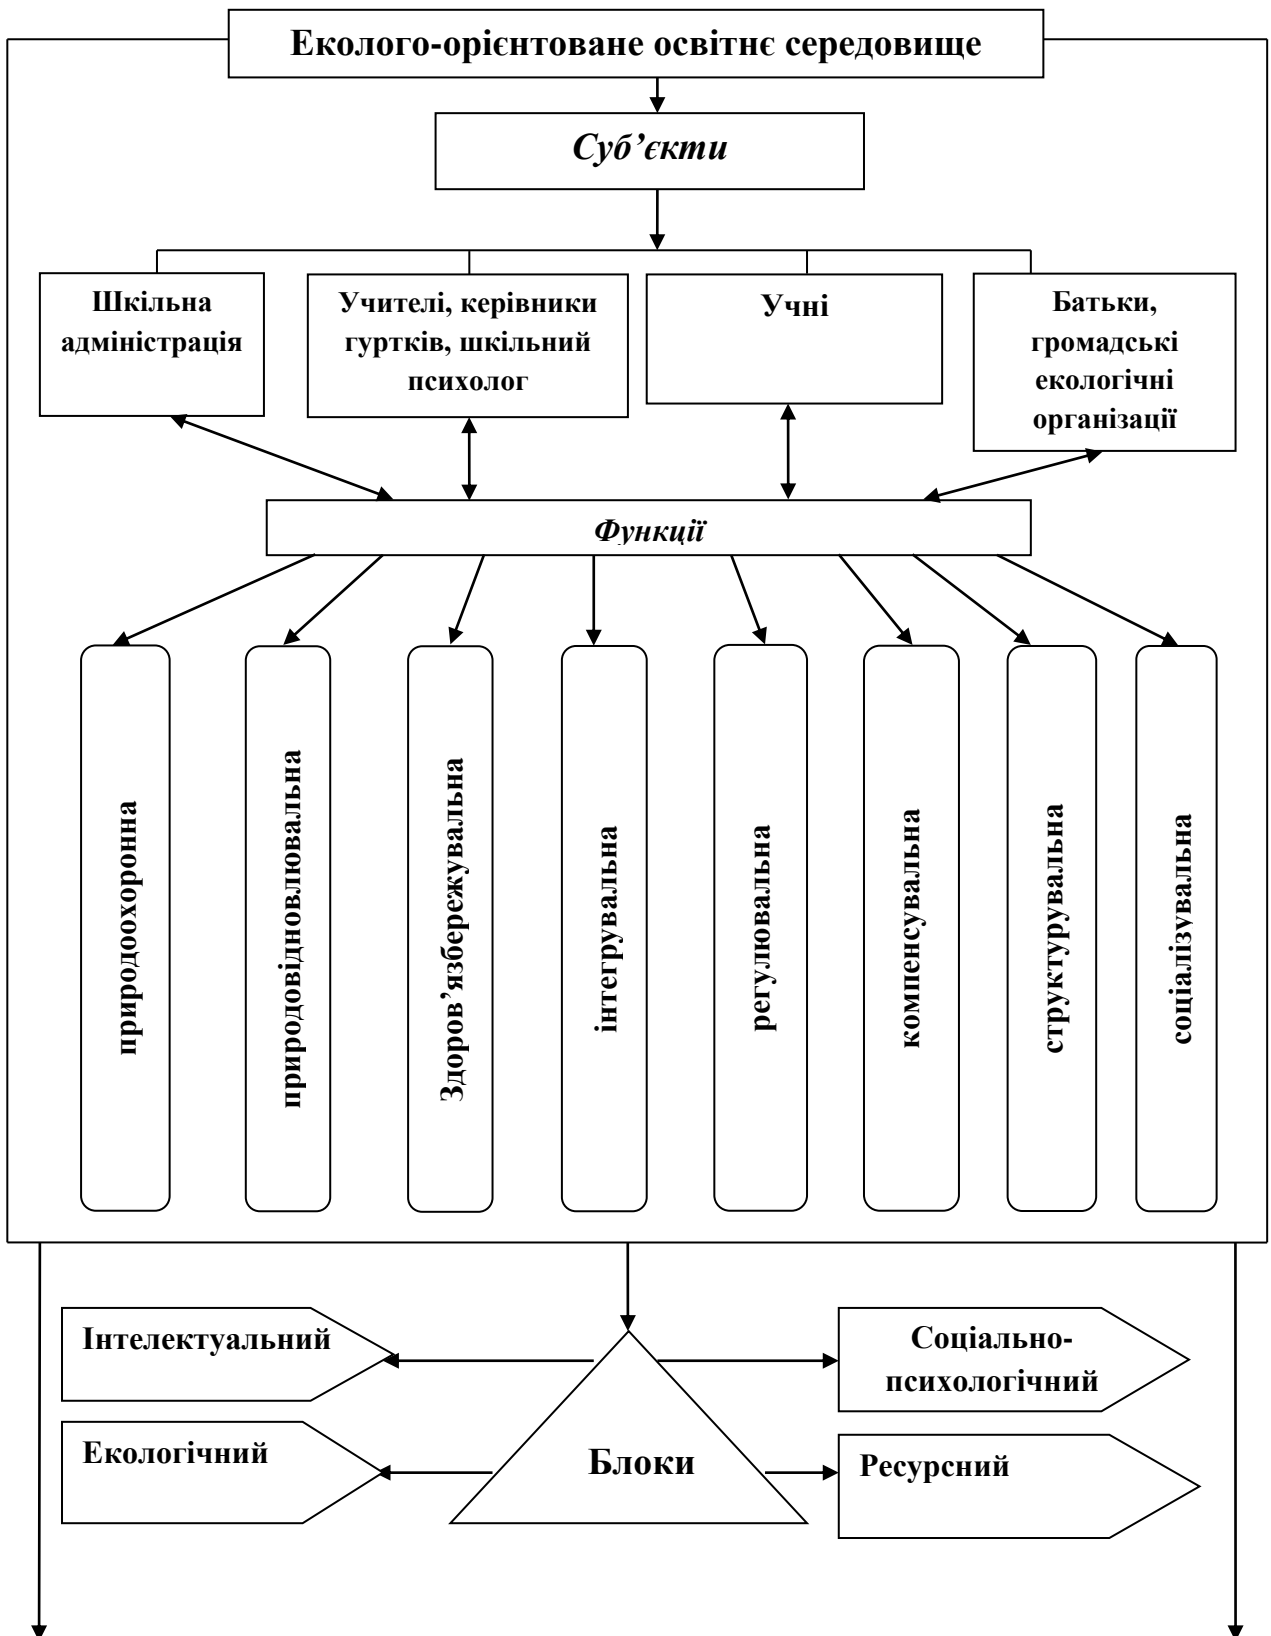 Еколого-орієнтоване освітнє середовище
Суб’єкти
Шкільна
адміністрація
Учителі, керівники
гуртків, шкільний
психолог
Учні
Батьки,
громадські
екологічні
організації
Функції
природоохоронна
природовідновлювальна
Здоров’язбережувальна
інтегрувальна
регулювальна
компенсувальна
структурувальна
соціалізувальна
Інтелектуальний
Соціально-
психологічний
Екологічний
Блоки
Ресурсний